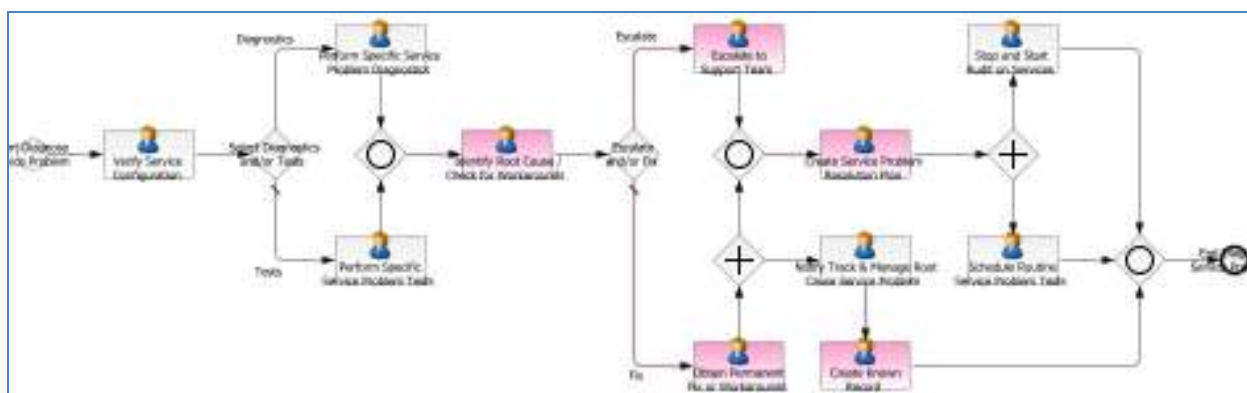 Diagnostics
Perform Specific Service
Problem Diagnostics
Escalate
Escalate to
Support Team
Stop and Start
Audit on Services
Verify Service
Configuration
Select Diagnostics
and/or Tests
Identify Root Cause /
Check for Workarounds
Escalate
and/or Fix
Create Service Problem
Resolution Plan
Tests
Perform Specific
Service Problem Tests
Notify Track & Manage Root
Cause Service Problem
Schedule Routine
Service Problem Tests
Fix
Obtain Permanent
Fix or Workarounds
Create Known
Record